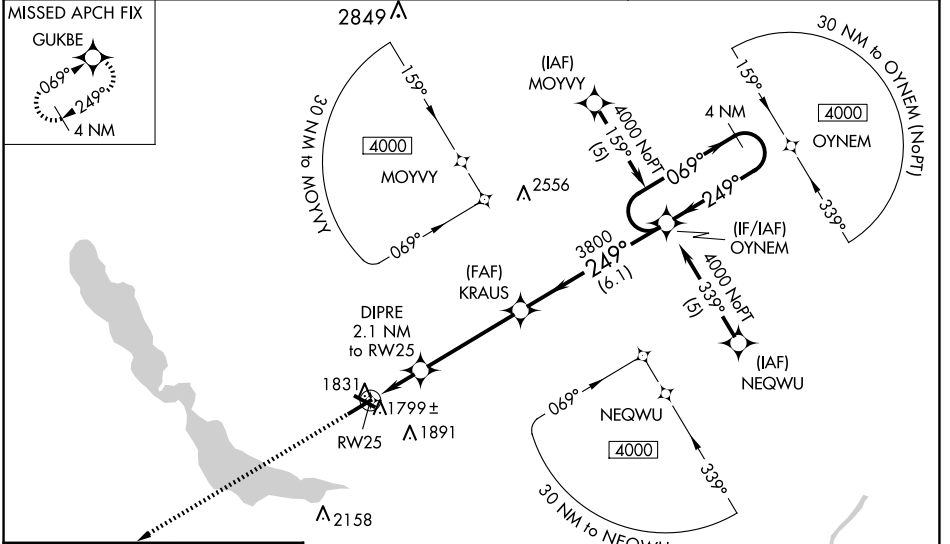 MISSED APCH FIX
GUKBE
069°
249°
4 NM
2849
159°
30 NM to MOYVY
4000
MOYVY
069°
2556
(IAF)
MOYVY
4000 NoPT
159°
(5)
4 NM
069°
249°
30 NM to OYNEM (NoPT)
159°
4000
OYNEM
339°
(IF/IAF)
OYNEM
3800
249°
(6.1)
(FAF)
KRAUS
4000 NoPT
339°
(5)
(IAF)
NEQWU
DIPRE
2.1 NM
to RW25
1831
1799±
RW25
1891
2158
069°
NEQWU
4000
339°
30 NM to NEQWU